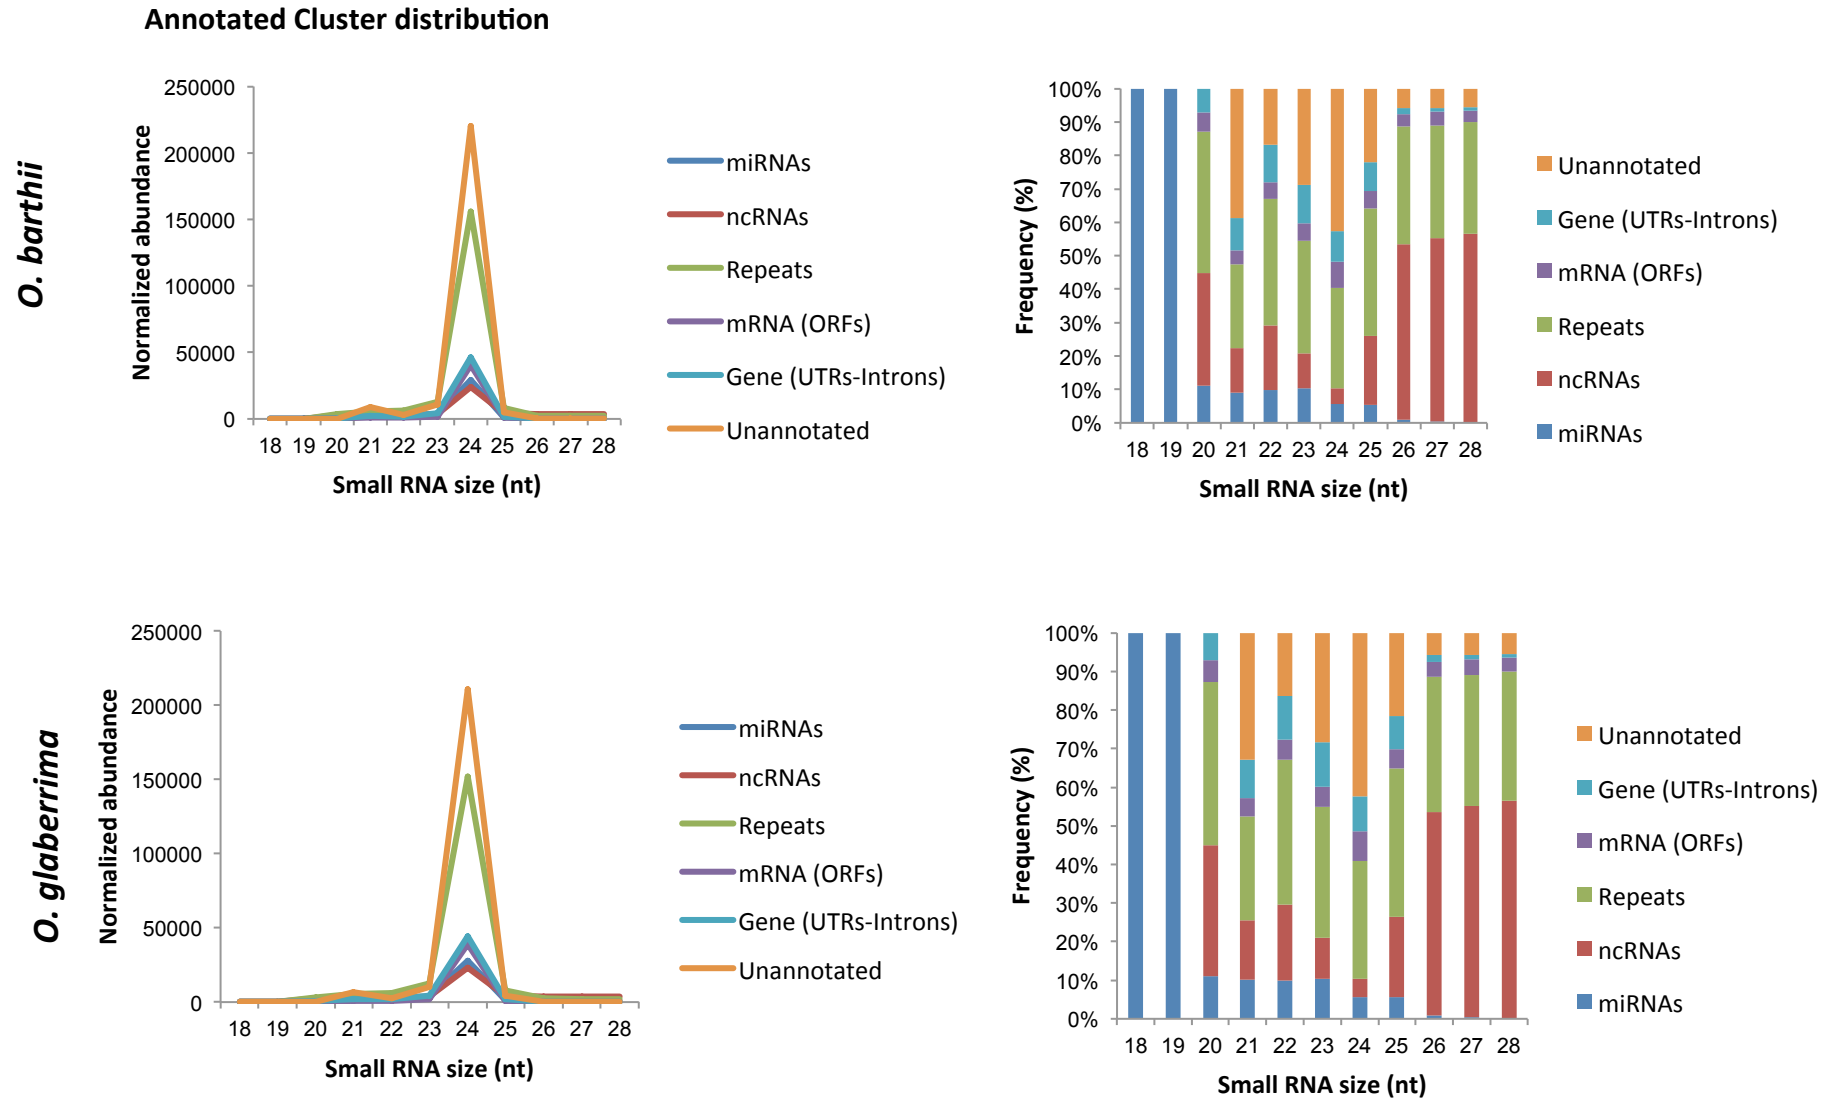 Annotated Cluster distribution
O. barthii
Normalized abundance
250000
200000
150000
100000
50000
0
18 19 20 21 22 23 24 25 26 27 28
Small RNA size (nt)
miRNAs
ncRNAs
Repeats
mRNA (ORFs)
Gene (UTRs-Introns)
Unannotated
Frequency (%)
100%
90%
80%
70%
60%
50%
40%
30%
20%
10%
0%
18 19 20 21 22 23 24 25 26 27 28
Small RNA size (nt)
Unannotated
Gene (UTRs-Introns)
mRNA (ORFs)
Repeats
ncRNAs
miRNAs
O. glaberrima
Normalized abundance
250000
200000
150000
100000
50000
0
18 19 20 21 22 23 24 25 26 27 28
Small RNA size (nt)
miRNAs
ncRNAs
Repeats
mRNA (ORFs)
Gene (UTRs-Introns)
Unannotated
Frequency (%)
100%
90%
80%
70%
60%
50%
40%
30%
20%
10%
0%
18 19 20 21 22 23 24 25 26 27 28
Small RNA size (nt)
Unannotated
Gene (UTRs-Introns)
mRNA (ORFs)
Repeats
ncRNAs
miRNAs